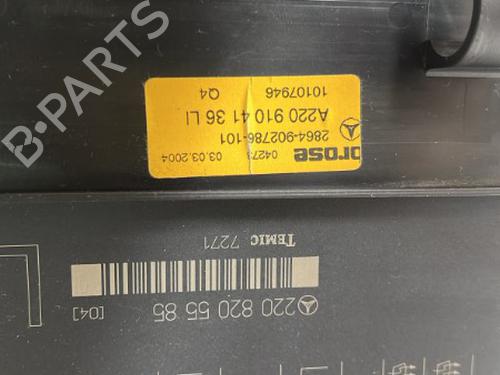 220 820 55 85
[04]
TEMIC 7271
brose
04273 03.03.2004
2864-902786-101
A220 910 41 36 LI
10107946 Q4
B-Parts